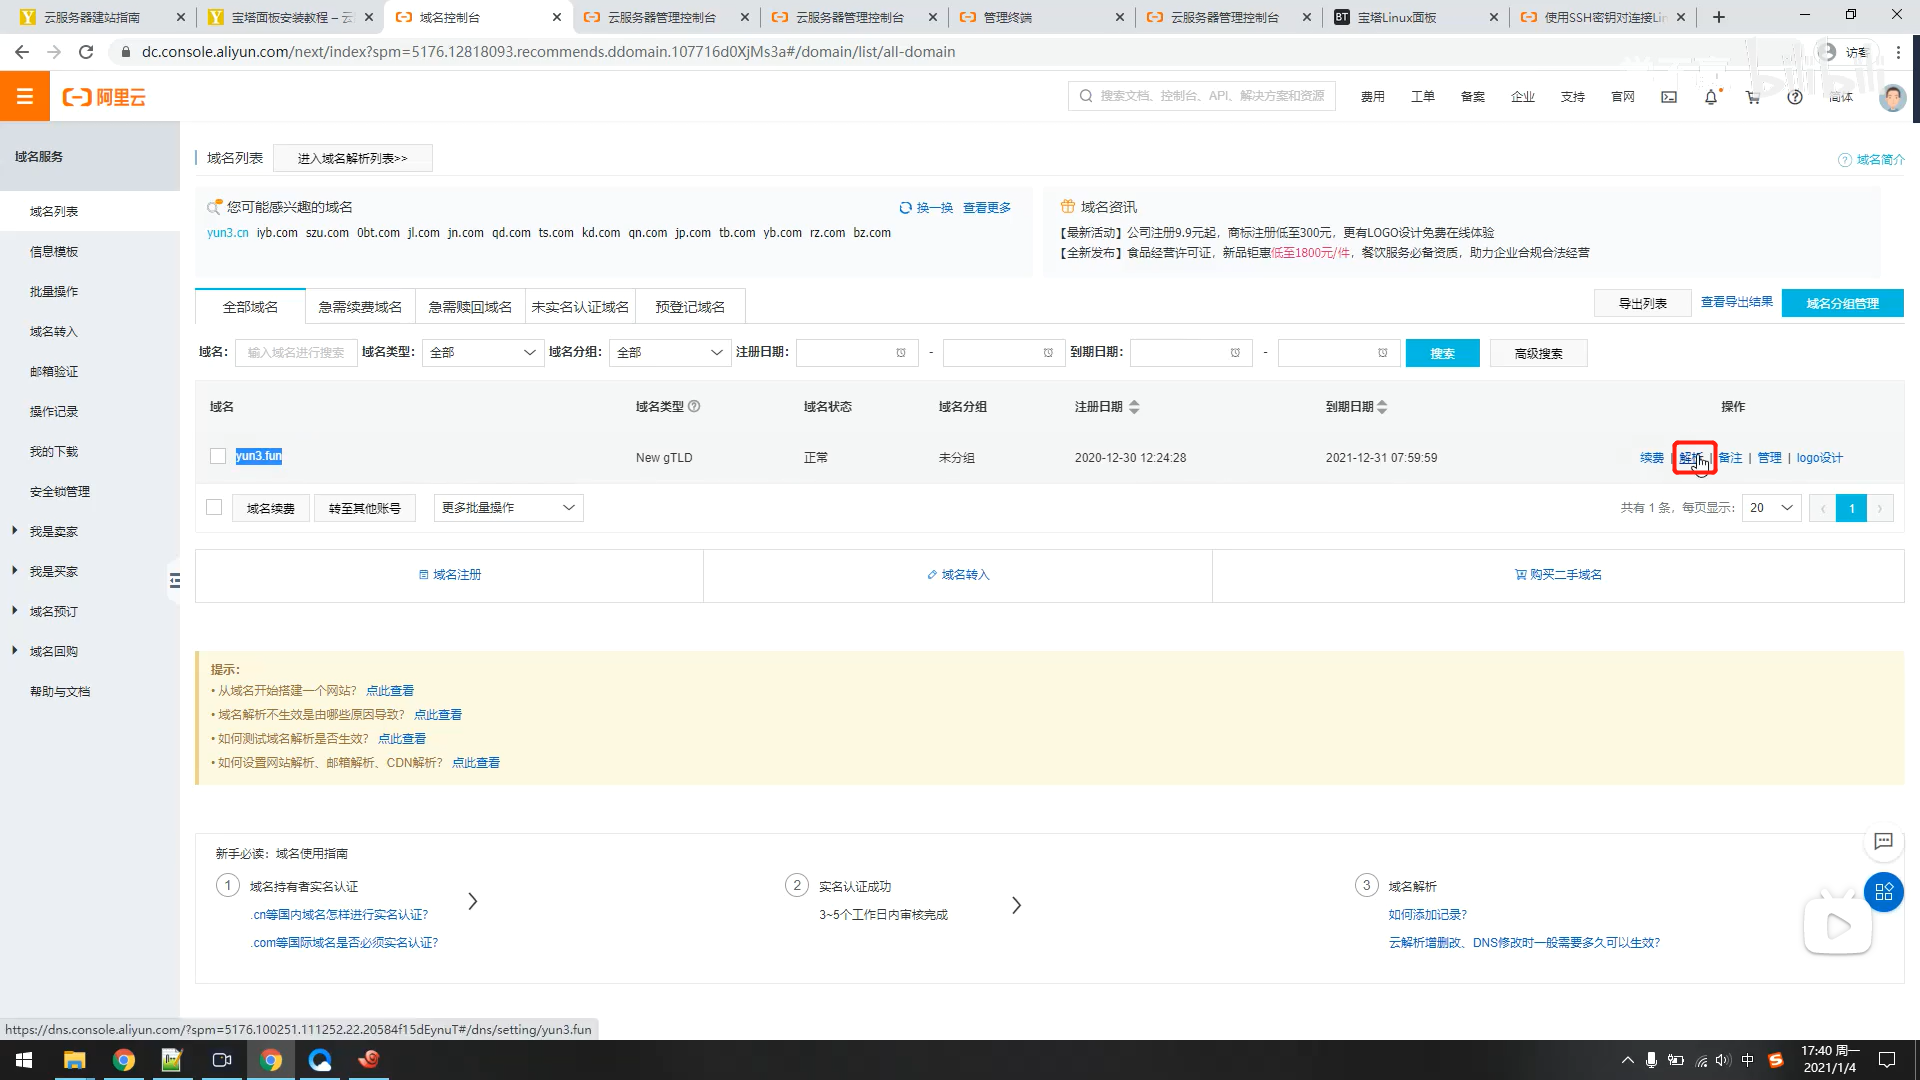 云服务器建站指南
宝塔面板安装教程 – 云
域名控制台
云服务器管理控制台
云服务器管理控制台
管理终端
云服务器管理控制台
BT 宝塔Linux面板
使用SSH密钥对连接Li
dc.console.aliyun.com/next/index?spm=5176.12818093.recommends.ddomain.107716d0XjMs3a#/domain/list/all-domain
访客
阿里云
搜索文档、控制台、API、解决方案和资源
费用 工单 备案 企业 支持 官网 简体
bilibili
域名服务
域名列表
信息模板
批量操作
域名转入
邮箱验证
操作记录
我的下载
安全锁管理
我是卖家
我是买家
域名预订
域名回购
帮助与文档
域名列表 进入域名解析列表>>
域名简介
您可能感兴趣的域名
换一换 查看更多
yun3.cn iyb.com szu.com 0bt.com jl.com jn.com qd.com ts.com kd.com qn.com jp.com tb.com yb.com rz.com bz.com
域名资讯
【最新活动】公司注册9.9元起，商标注册低至300元，更有LOGO设计免费在线体验
【全新发布】食品经营许可证，新品钜惠低至1800元/件，餐饮服务必备资质，助力企业合规合法经营
全部域名 急需续费域名 急需赎回域名 未实名认证域名 预登记域名
导出列表 查看导出结果 域名分组管理
域名： 输入域名进行搜索 域名类型： 全部 域名分组： 全部 注册日期： - 到期日期： - 搜索 高级搜索
域名 域名类型 域名状态 域名分组 注册日期 到期日期 操作
yun3.fun New gTLD 正常 未分组 2020-12-30 12:24:28 2021-12-31 07:59:59 续费 | 解析 | 备注 | 管理 | logo设计
域名续费 转至其他账号 更多批量操作
共有 1 条，每页显示： 20 1
域名注册
域名转入
购买二手域名
提示：
• 从域名开始搭建一个网站？ 点此查看
• 域名解析不生效是由哪些原因导致？ 点此查看
• 如何测试域名解析是否生效？ 点此查看
• 如何设置网站解析、邮箱解析、CDN解析？ 点此查看
新手必读：域名使用指南
1 域名持有者实名认证
.cn等国内域名怎样进行实名认证？
.com等国际域名是否必须实名认证？
2 实名认证成功
3~5个工作日内审核完成
3 域名解析
如何添加记录？
云解析增删改、DNS修改时一般需要多久可以生效？
https://dns.console.aliyun.com/?spm=5176.100251.111252.22.20584f15dEynuT#/dns/setting/yun3.fun
中
17:40 周一
2021/1/4